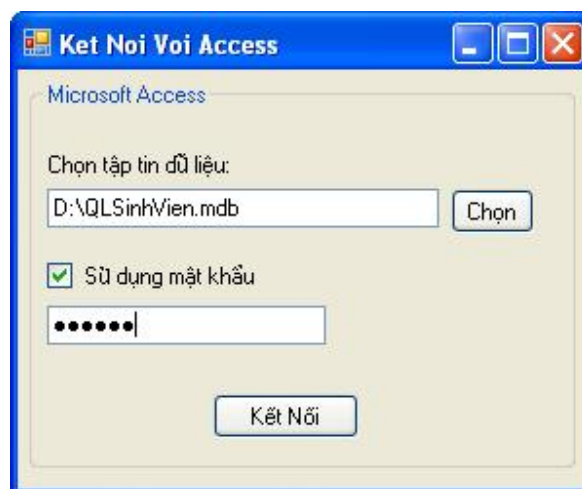 Ket Noi Voi Access
Microsoft Access
Chọn tập tin dữ liệu:
D:\QLSinhVien.mdb
Chọn
Sử dụng mật khẩu
●●●●●●
Kết Nối